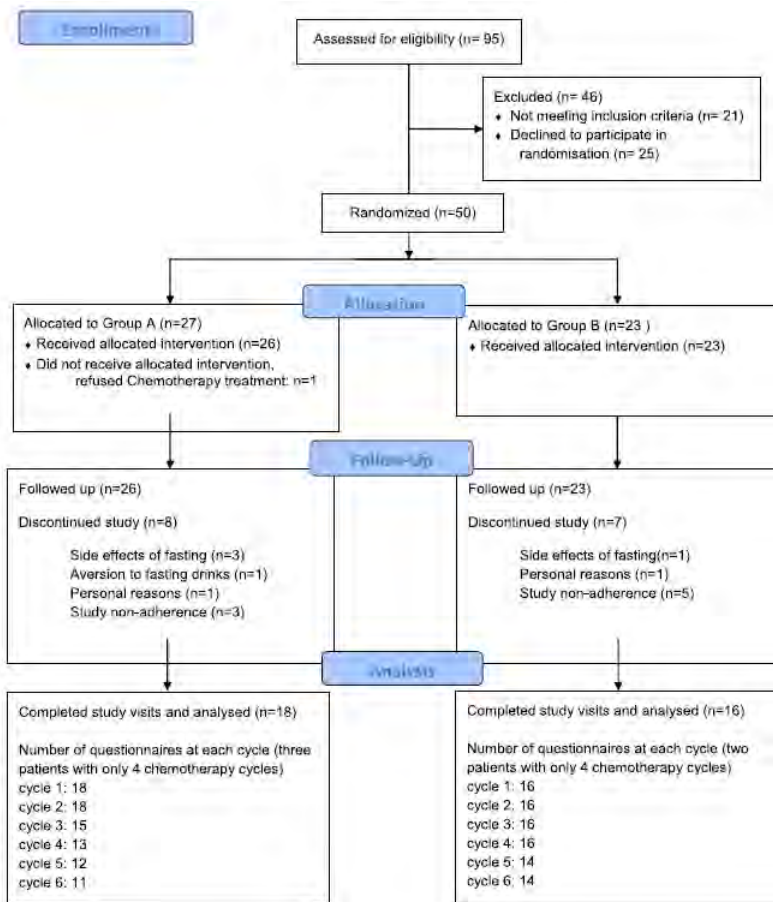 Enrollments
Assessed for eligibility (n= 95)
Excluded (n= 46)
♦ Not meeting inclusion criteria (n= 21)
♦ Declined to participate in
randomisation (n= 25)
Randomized (n=50)
Allocation
Allocated to Group A (n=27)
♦ Received allocated intervention (n=26)
♦ Did not receive allocated intervention,
refused Chemotherapy treatment: n=1
Allocated to Group B (n=23 )
♦ Received allocated intervention (n=23)
Follow-Up
Followed up (n=26)
Discontinued study (n=8)
Side effects of fasting (n=3)
Aversion to fasting drinks (n=1)
Personal reasons (n=1)
Study non-adherence (n=3)
Followed up (n=23)
Discontinued study (n=7)
Side effects of fasting(n=1)
Personal reasons (n=1)
Study non-adherence (n=5)
Analysis
Completed study visits and analysed (n=18)
Number of questionnaires at each cycle (three
patients with only 4 chemotherapy cycles)
cycle 1: 18
cycle 2: 18
cycle 3: 15
cycle 4: 13
cycle 5: 12
cycle 6: 11
Completed study visits and analysed (n=16)
Number of questionnaires at each cycle (two
patients with only 4 chemotherapy cycles)
cycle 1: 16
cycle 2: 16
cycle 3: 16
cycle 4: 16
cycle 5: 14
cycle 6: 14